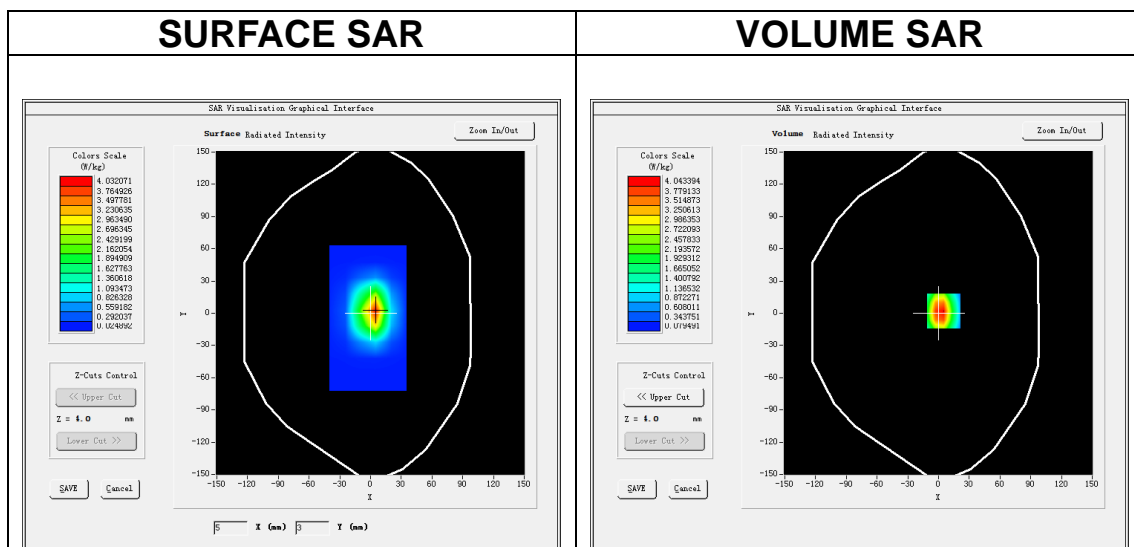 SURFACE SAR
VOLUME SAR
SAR Visualisation Graphical Interface
Surface Radiated Intensity
Zoom In/Out
Colors Scale
(W/kg)
4.032071
3.764926
3.497781
3.230635
2.963490
2.696345
2.429199
2.162054
1.894909
1.627763
1.360618
1.093473
0.826328
0.559182
0.292037
0.024892
150
120
90
60
30
0
-30
-60
-90
-120
-150
Y
-150 -120 -90 -60 -30 0 30 60 90 120 150
X
Z-Cuts Control
<< Upper Cut
Z = 4.0 mm
Lower Cut >>
SAVE Cancel
5 X (mm) 3 Y (mm)
SAR Visualisation Graphical Interface
Volume Radiated Intensity
Zoom In/Out
Colors Scale
(W/kg)
4.043394
3.779133
3.514873
3.250613
2.986353
2.722093
2.457833
2.193572
1.929312
1.665052
1.400792
1.136532
0.872271
0.608011
0.343751
0.079491
150
120
90
60
30
0
-30
-60
-90
-120
-150
Y
-150 -120 -90 -60 -30 0 30 60 90 120 150
X
Z-Cuts Control
<< Upper Cut
Z = 4.0 mm
Lower Cut >>
SAVE Cancel